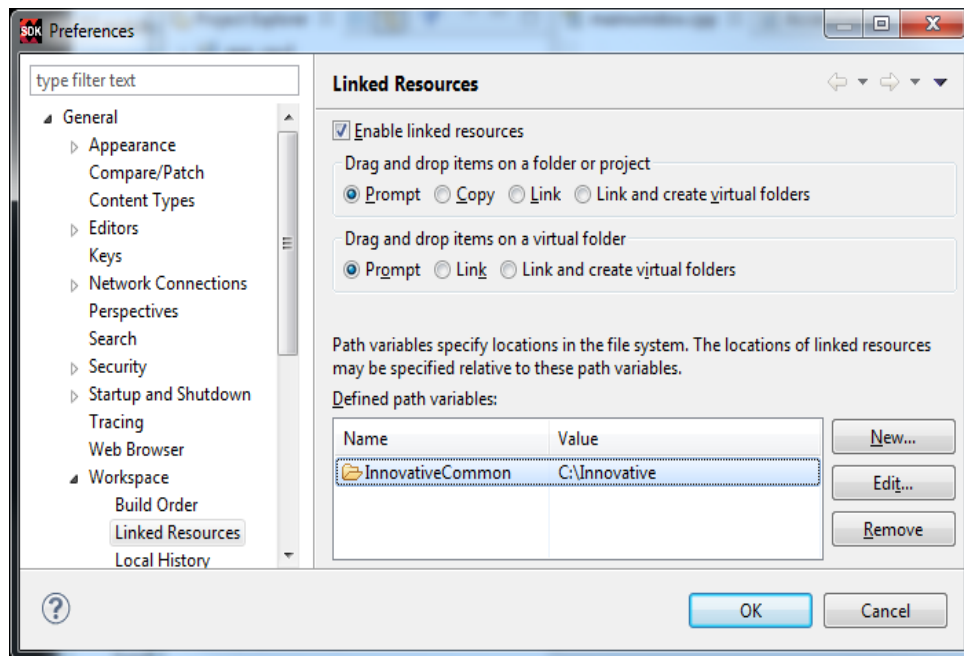 SDK Preferences
type filter text
General
Appearance
Compare/Patch
Content Types
Editors
Keys
Network Connections
Perspectives
Search
Security
Startup and Shutdown
Tracing
Web Browser
Workspace
Build Order
Linked Resources
Local History
Linked Resources
Enable linked resources
Drag and drop items on a folder or project
Prompt Copy Link Link and create virtual folders
Drag and drop items on a virtual folder
Prompt Link Link and create virtual folders
Path variables specify locations in the file system. The locations of linked resources
may be specified relative to these path variables.
Defined path variables:
Name Value
InnovativeCommon C:\Innovative
New...
Edit...
Remove
OK Cancel